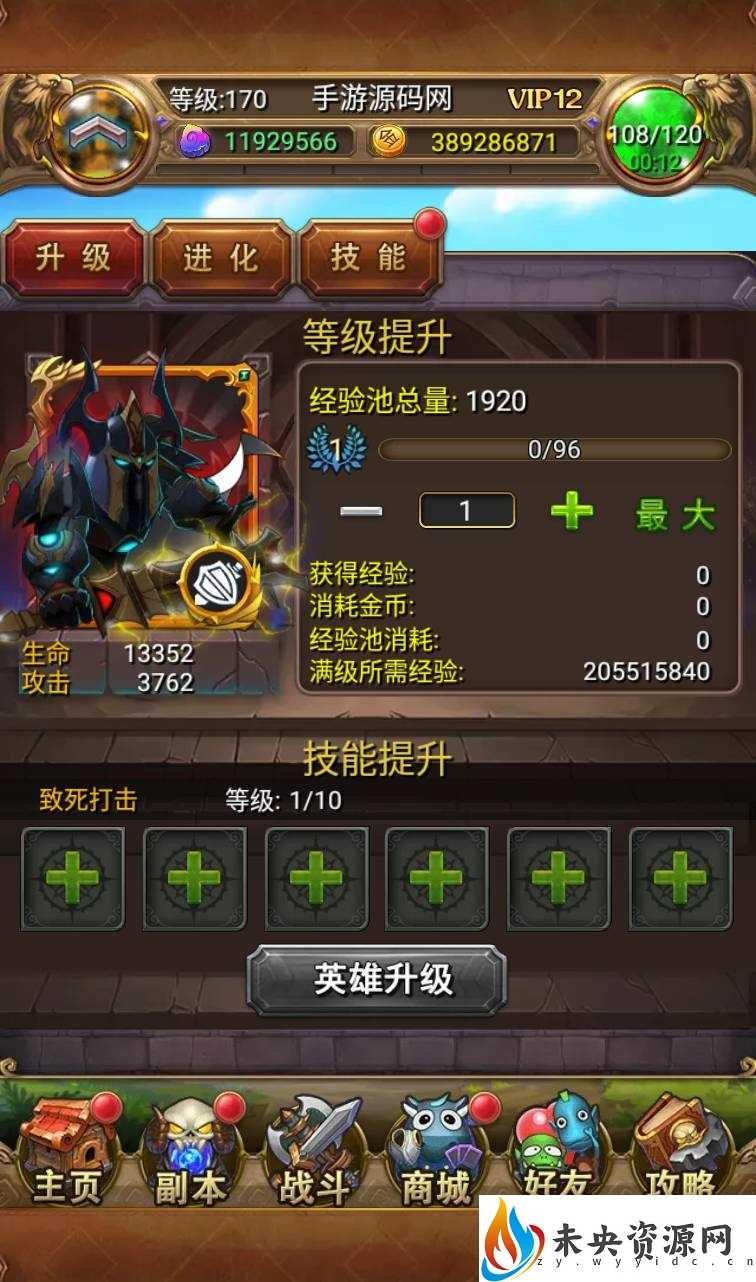 等级:170 手游源码网 VIP12
11929566 389286871 108/120
00:12
升级 进化 技能
等级提升
经验池总量: 1920
1 0/96
1 最大
获得经验: 0
消耗金币: 0
经验池消耗: 0
满级所需经验: 205515840
生命 13352
攻击 3762
技能提升
致死打击 等级: 1/10
英雄升级
主页 副本 战斗 商城 好友 攻略
未央资源网
zy.wyyidc.cn